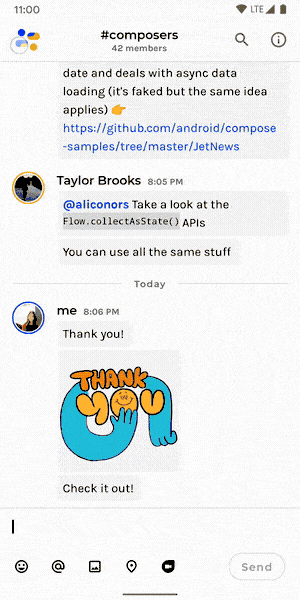 11:00
LTE
#composers
42 members
date and deals with async data
loading (it's faked but the same idea
applies) 👉
https://github.com/android/compose
-samples/tree/master/JetNews
Taylor Brooks 8:05 PM
@aliconors Take a look at the
Flow.collectAsState() APIs
You can use all the same stuff
Today
me 8:06 PM
Thank you!
THANK
YOU
Check it out!
Send